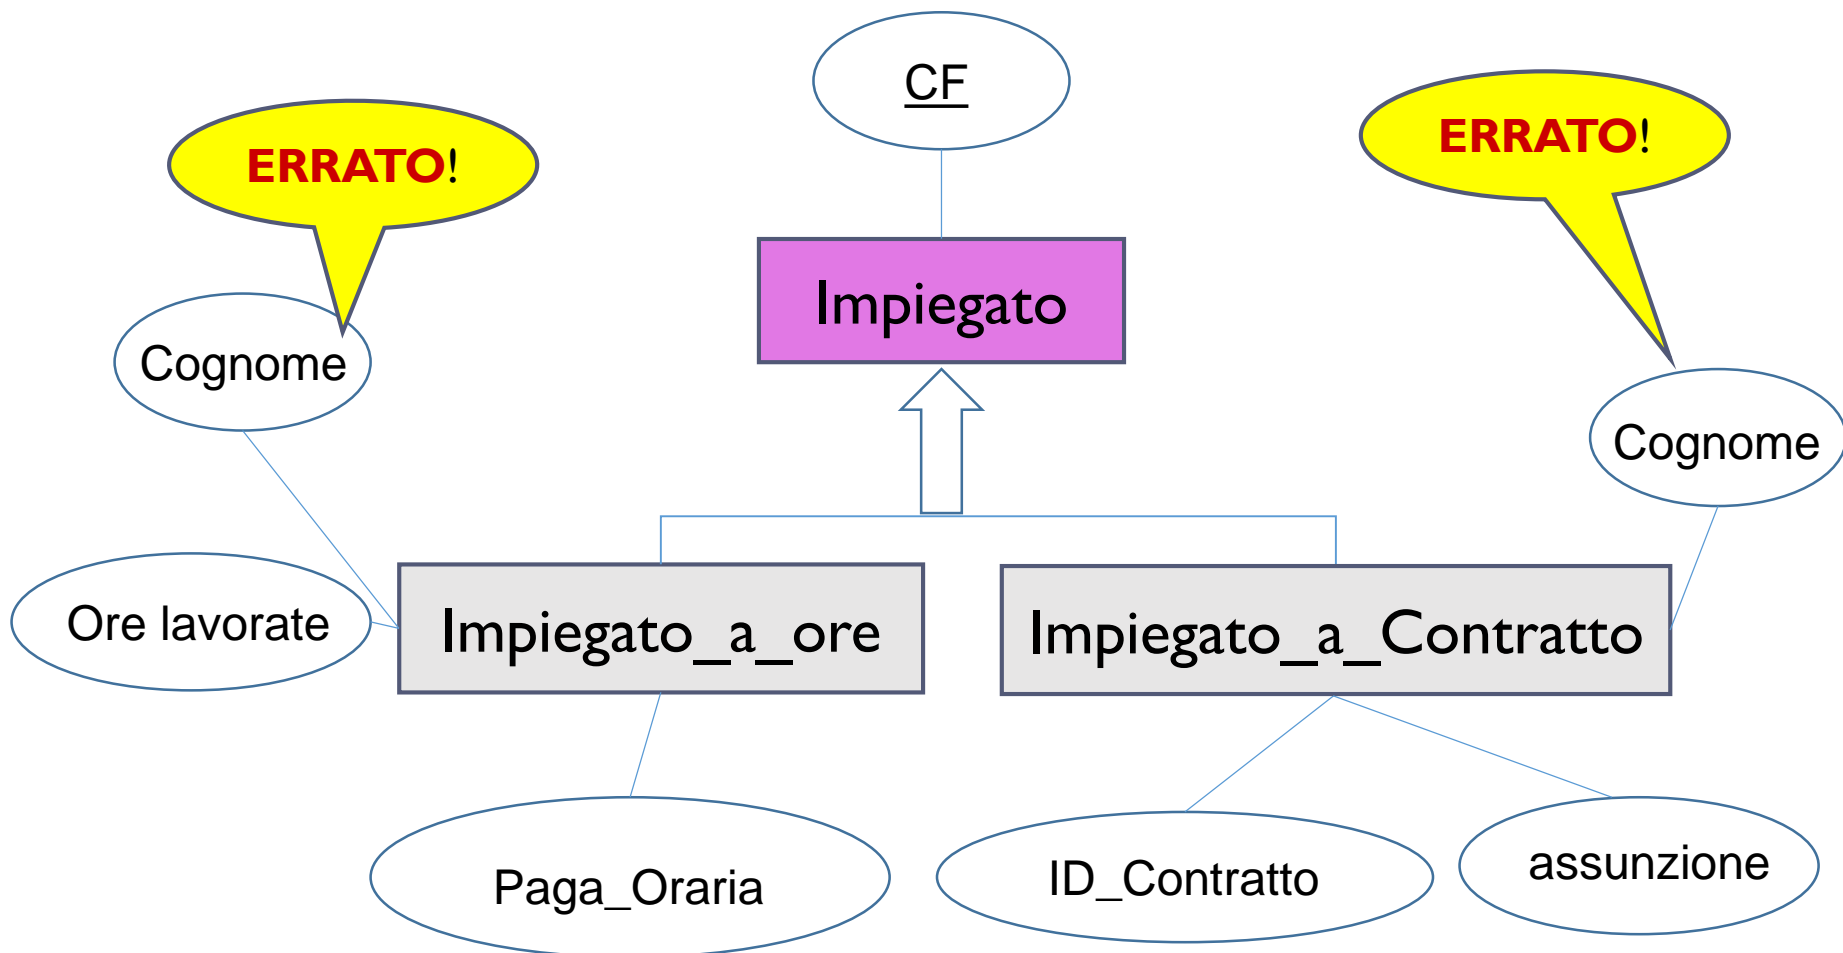 CF
ERRATO!
ERRATO!
Impiegato
Cognome
Cognome
Ore lavorate
Impiegato_a_ore
Impiegato_a_Contratto
Paga_Oraria
ID_Contratto
assunzione